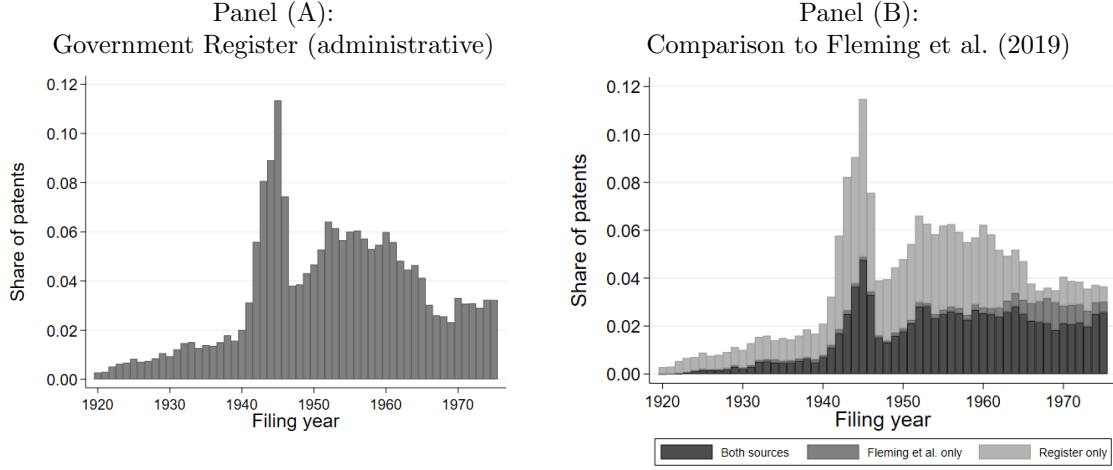 Panel (A):
Government Register (administrative)
Share of patents
0.12
0.10
0.08
0.06
0.04
0.02
0.00
1920
1930
1940
1950
1960
1970
Filing year
Panel (B):
Comparison to Fleming et al. (2019)
Share of patents
0.12
0.10
0.08
0.06
0.04
0.02
0.00
1920
1930
1940
1950
1960
1970
Filing year
Both sources
Fleming et al. only
Register only